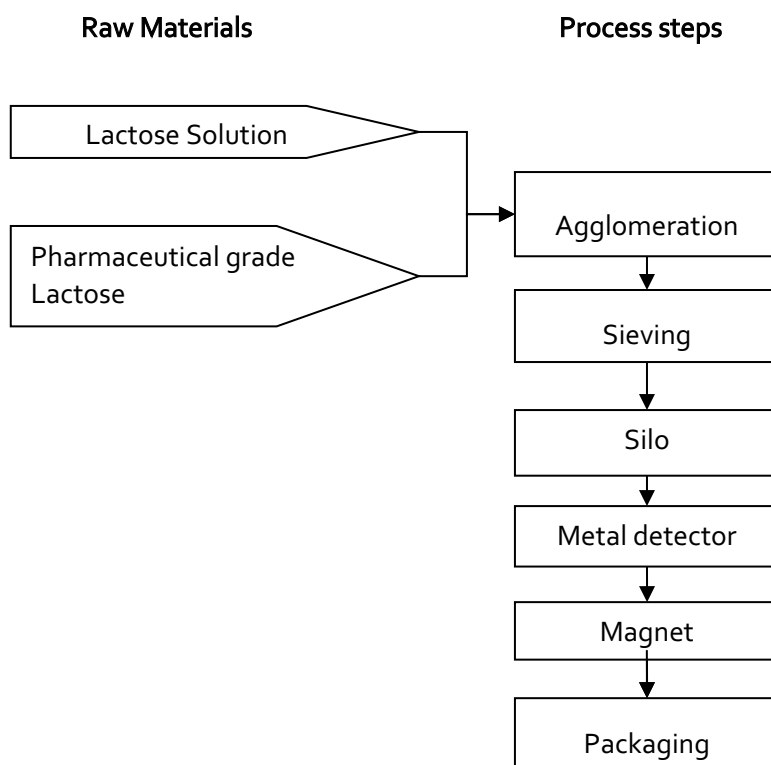 Raw Materials
Process steps
Lactose Solution
Pharmaceutical grade
Lactose
Agglomeration
Sieving
Silo
Metal detector
Magnet
Packaging